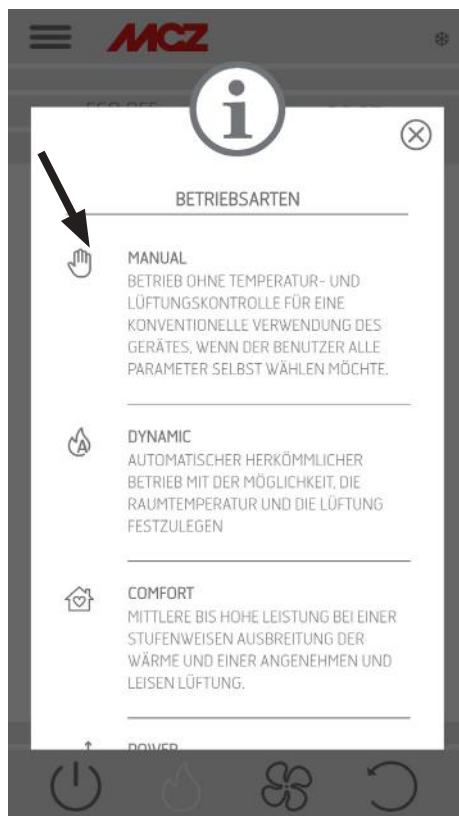 MCZ
BETRIEBSARTEN
MANUAL
BETRIEB OHNE TEMPERATUR- UND
LÜFTUNGSKONTROLLE FÜR EINE
KONVENTIONELLE VERWENDUNG DES
GERÄTES, WENN DER BENUTZER ALLE
PARAMETER SELBST WÄHLEN MÖCHTE.
DYNAMIC
AUTOMATISCHER HERKÖMMLICHER
BETRIEB MIT DER MÖGLICHKEIT, DIE
RAUMTEMPERATUR UND DIE LÜFTUNG
FESTZULEGEN
COMFORT
MITTLERE BIS HOHE LEISTUNG BEI EINER
STUFENWEISEN AUSBREITUNG DER
WÄRME UND EINER ANGENEHMEN UND
LEISEN LÜFTUNG.
POWER